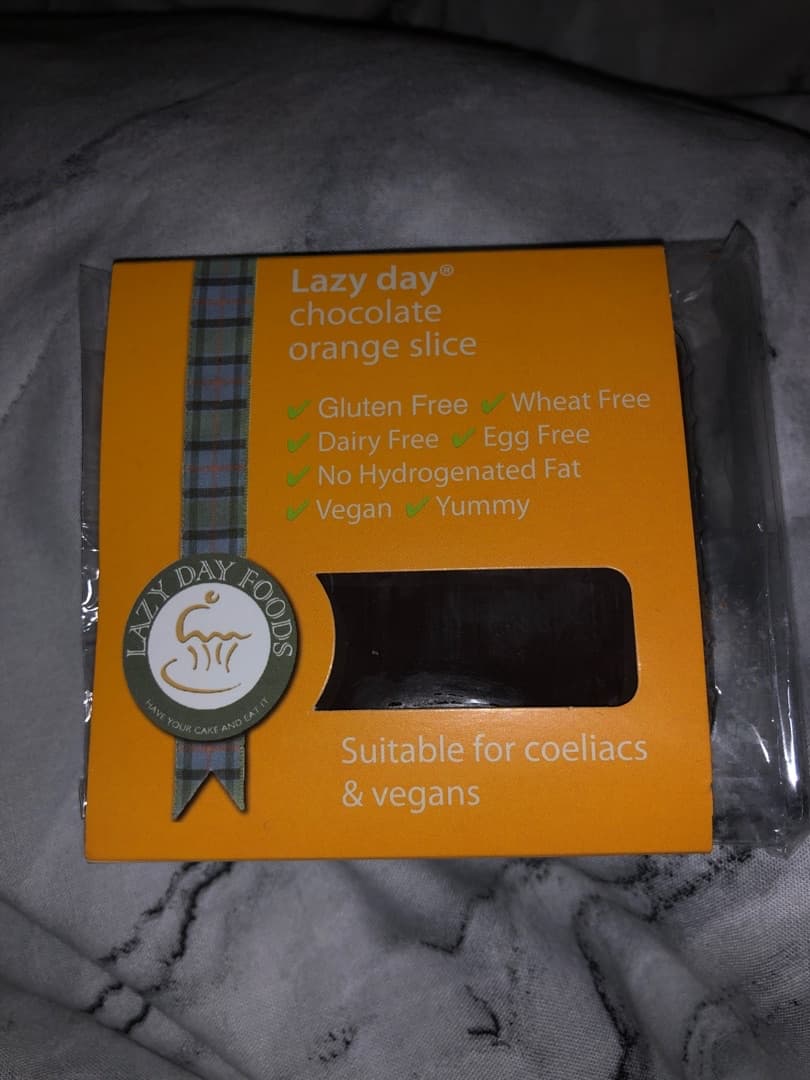 Lazy day®
chocolate
orange slice
✓ Gluten Free ✓ Wheat Free
✓ Dairy Free ✓ Egg Free
✓ No Hydrogenated Fat
✓ Vegan ✓ Yummy
LAZY DAY FOODS
HAVE YOUR CAKE AND EAT IT
Suitable for coeliacs
& vegans